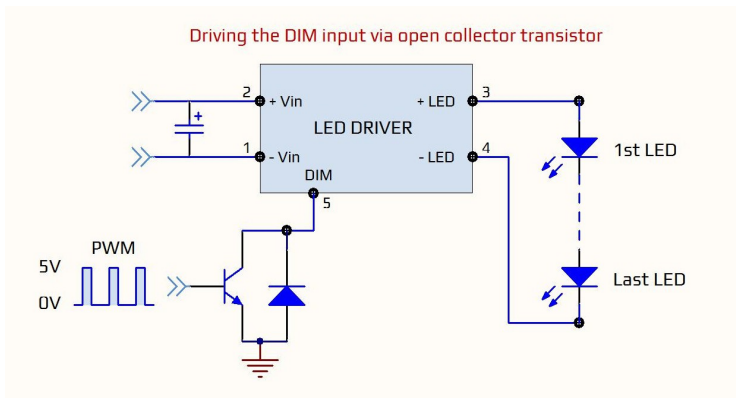 Driving the DIM input via open collector transistor
2
+ Vin
+ LED
3
LED DRIVER
1
- Vin
- LED
4
DIM
5
1st LED
PWM
5V
0V
Last LED
+